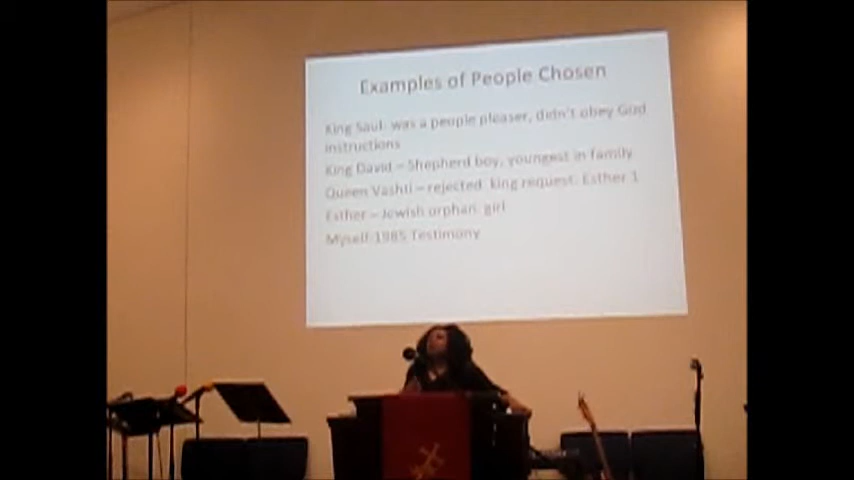 Examples of People Chosen
King Saul- was a people pleaser, didn't obey God
instructions
King David – Shepherd boy, youngest in family
Queen Vashti – rejected king request. Esther 1
Esther – Jewish orphan girl
Myself-1985 Testimony